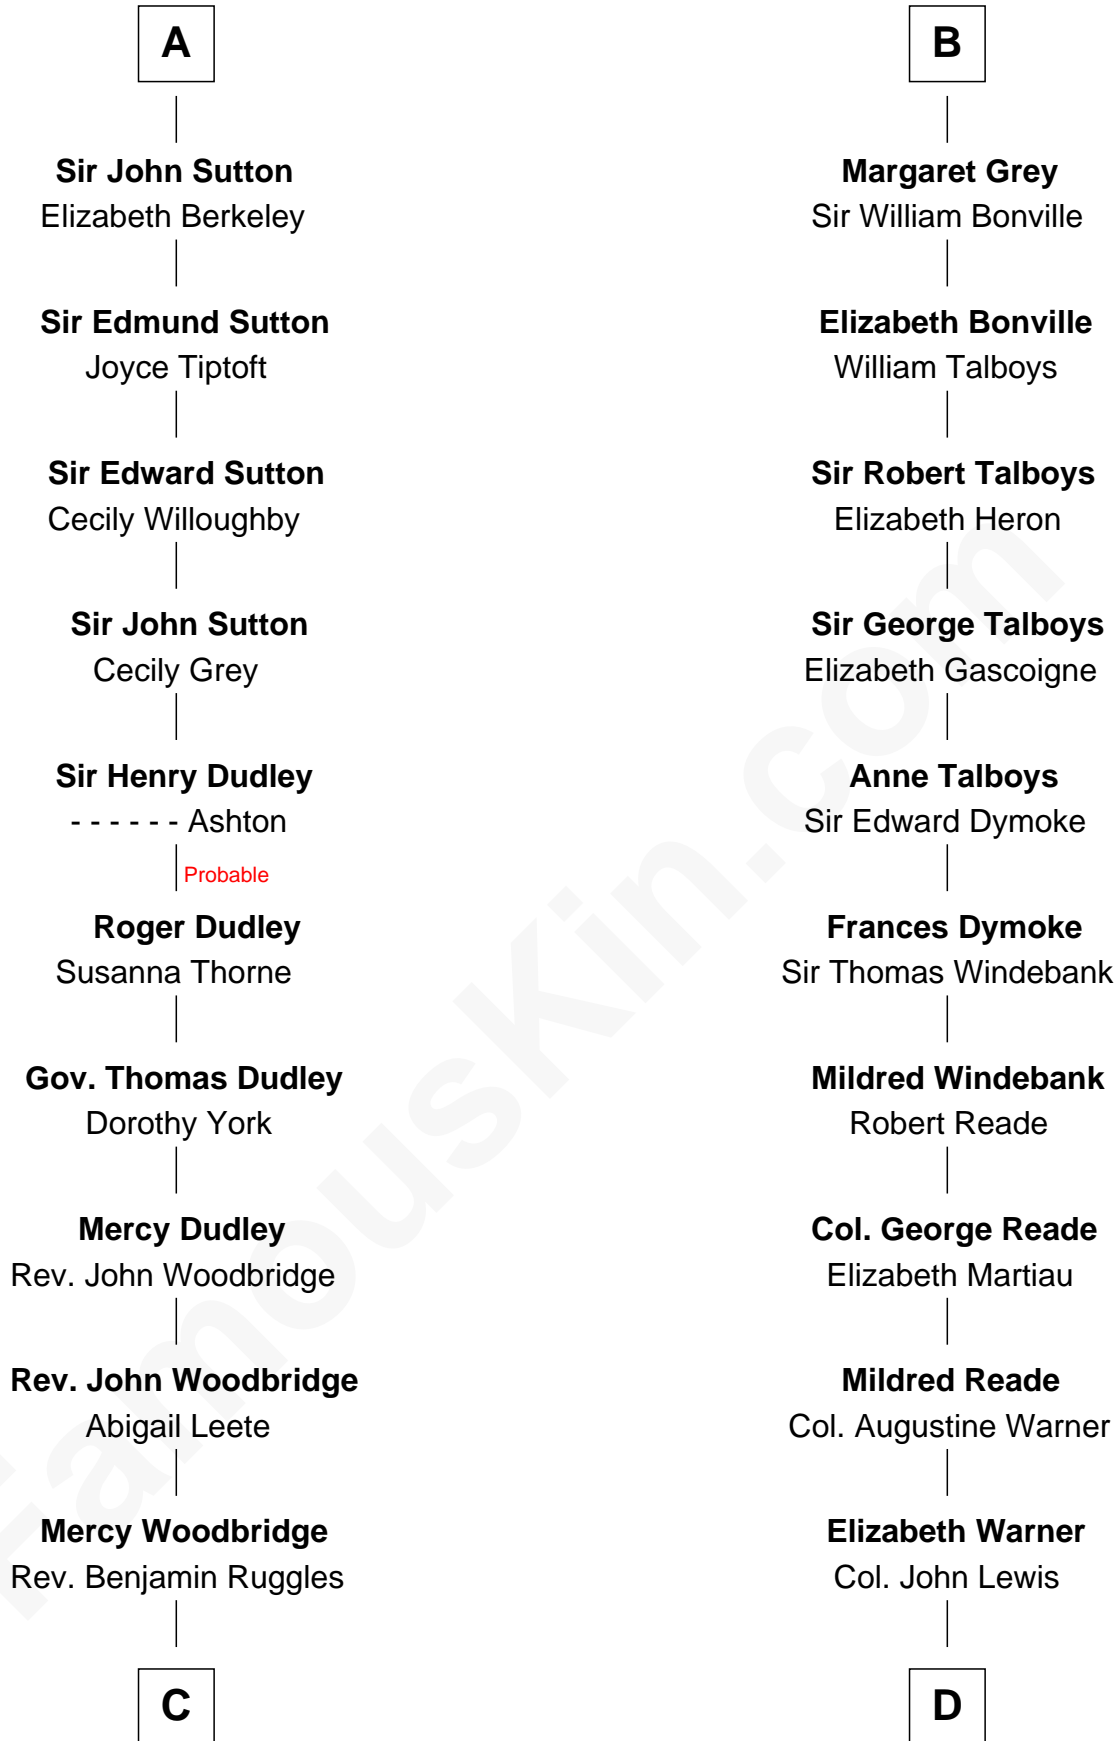 A
Sir John Sutton
Elizabeth Berkeley
Sir Edmund Sutton
Joyce Tiptoft
Sir Edward Sutton
Cecily Willoughby
Sir John Sutton
Cecily Grey
Sir Henry Dudley
- - - - - - Ashton
Probable
Roger Dudley
Susanna Thorne
Gov. Thomas Dudley
Dorothy York
Mercy Dudley
Rev. John Woodbridge
Rev. John Woodbridge
Abigail Leete
Mercy Woodbridge
Rev. Benjamin Ruggles
C
B
Margaret Grey
Sir William Bonville
Elizabeth Bonville
William Talboys
Sir Robert Talboys
Elizabeth Heron
Sir George Talboys
Elizabeth Gascoigne
Anne Talboys
Sir Edward Dymoke
Frances Dymoke
Sir Thomas Windebank
Mildred Windebank
Robert Reade
Col. George Reade
Elizabeth Martiau
Mildred Reade
Col. Augustine Warner
Elizabeth Warner
Col. John Lewis
D
FamousKin.com